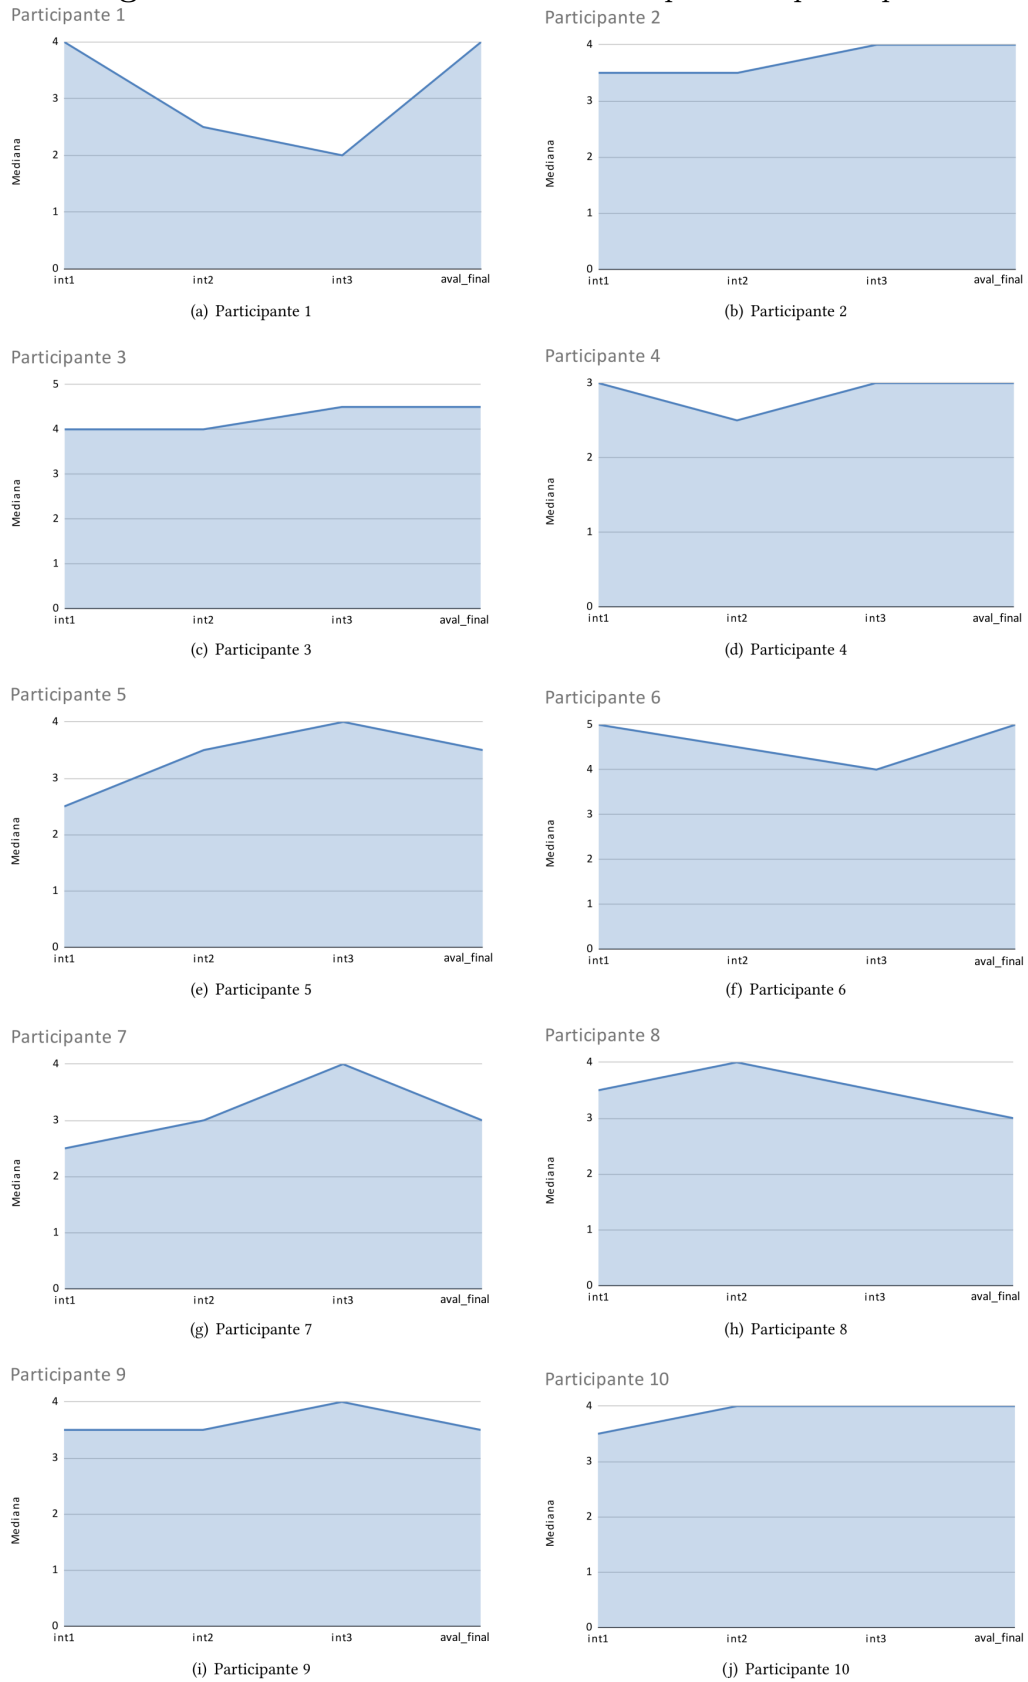 Participante 1
4
3
2
1
0
Mediana
int1 int2 int3 aval_final
(a) Participante 1
Participante 2
4
3
2
1
0
Mediana
int1 int2 int3 aval_final
(b) Participante 2
Participante 3
5
4
3
2
1
0
Mediana
int1 int2 int3 aval_final
(c) Participante 3
Participante 4
3
2
1
0
Mediana
int1 int2 int3 aval_final
(d) Participante 4
Participante 5
4
3
2
1
0
Mediana
int1 int2 int3 aval_final
(e) Participante 5
Participante 6
5
4
3
2
1
0
Mediana
int1 int2 int3 aval_final
(f) Participante 6
Participante 7
4
3
2
1
0
Mediana
int1 int2 int3 aval_final
(g) Participante 7
Participante 8
4
3
2
1
0
Mediana
int1 int2 int3 aval_final
(h) Participante 8
Participante 9
4
3
2
1
0
Mediana
int1 int2 int3 aval_final
(i) Participante 9
Participante 10
4
3
2
1
0
Mediana
int1 int2 int3 aval_final
(j) Participante 10